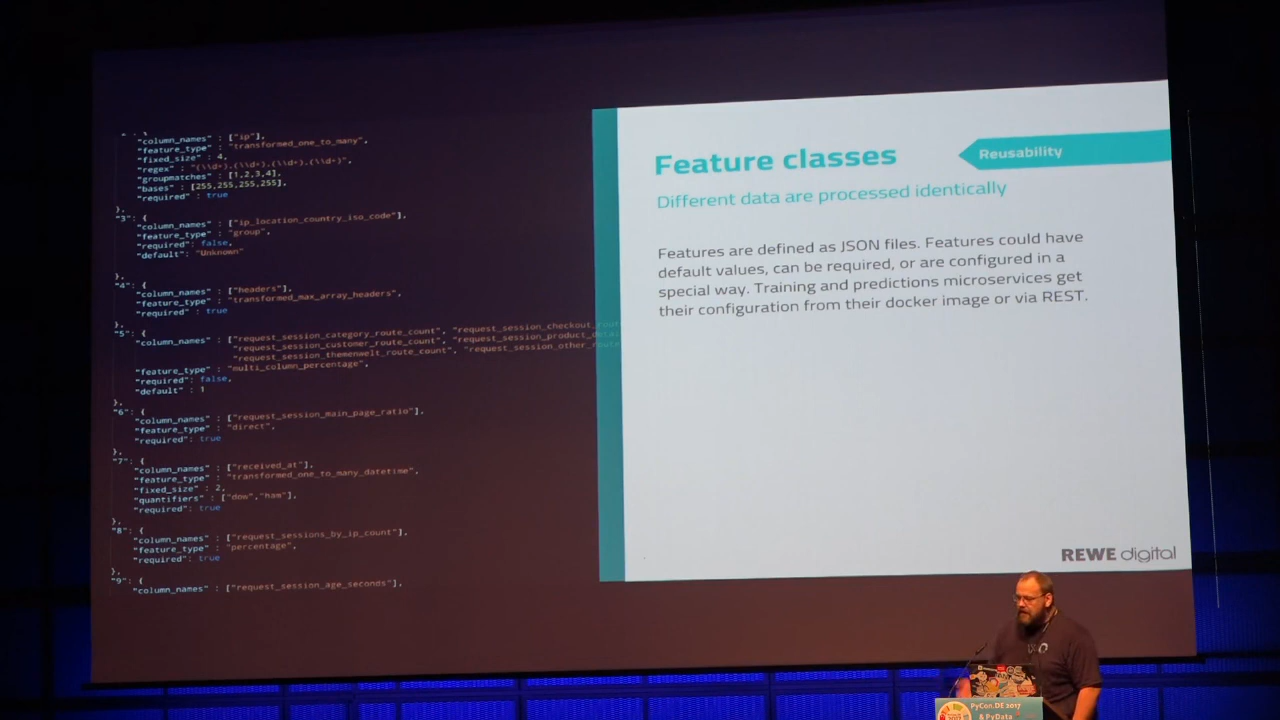 "column_names" : ["ip"],
"feature_type" : "transformed_one_to_many",
"fixed_size" : 4,
"regex" : "(\\d+).(\\d+).(\\d+).(\\d+)",
"groupmatches" : [1,2,3,4],
"bases" : [255,255,255,255],
"required" : true
},
"3": {
"column_names" : ["ip_location_country_iso_code"],
"feature_type" : "group",
"required": false,
"default": "Unknown"
},
"4": {
"column_names" : ["headers"],
"feature_type" : "transformed_max_array_headers",
"required" : true
},
"5": {
"column_names" : ["request_session_category_route_count", "request_session_checkout_
"request_session_customer_route_count", "request_session_product_
"request_session_themenwelt_route_count", "request_session_other_
"feature_type" : "multi_column_percentage",
"required": false,
"default" : 1
},
"6": {
"column_names" : ["request_session_main_page_ratio"],
"feature_type" : "direct",
"required" : true
},
"7": {
"column_names" : ["received_at"],
"feature_type" : "transformed_one_to_many_datetime",
"fixed_size" : 2,
"quantifiers" : ["dow","ham"],
"required" : true
},
"8": {
"column_names" : ["request_sessions_by_ip_count"],
"feature_type" : "percentage",
"required" : true
},
"9": {
"column_names" : ["request_session_age_seconds"],
Feature classes
Reusability
Different data are processed identically
Features are defined as JSON files. Features could have
default values, can be required, or are configured in a
special way. Training and predictions microservices get
their configuration from their docker image or via REST.
REWE digital
PyCon.DE 2017
& PyData